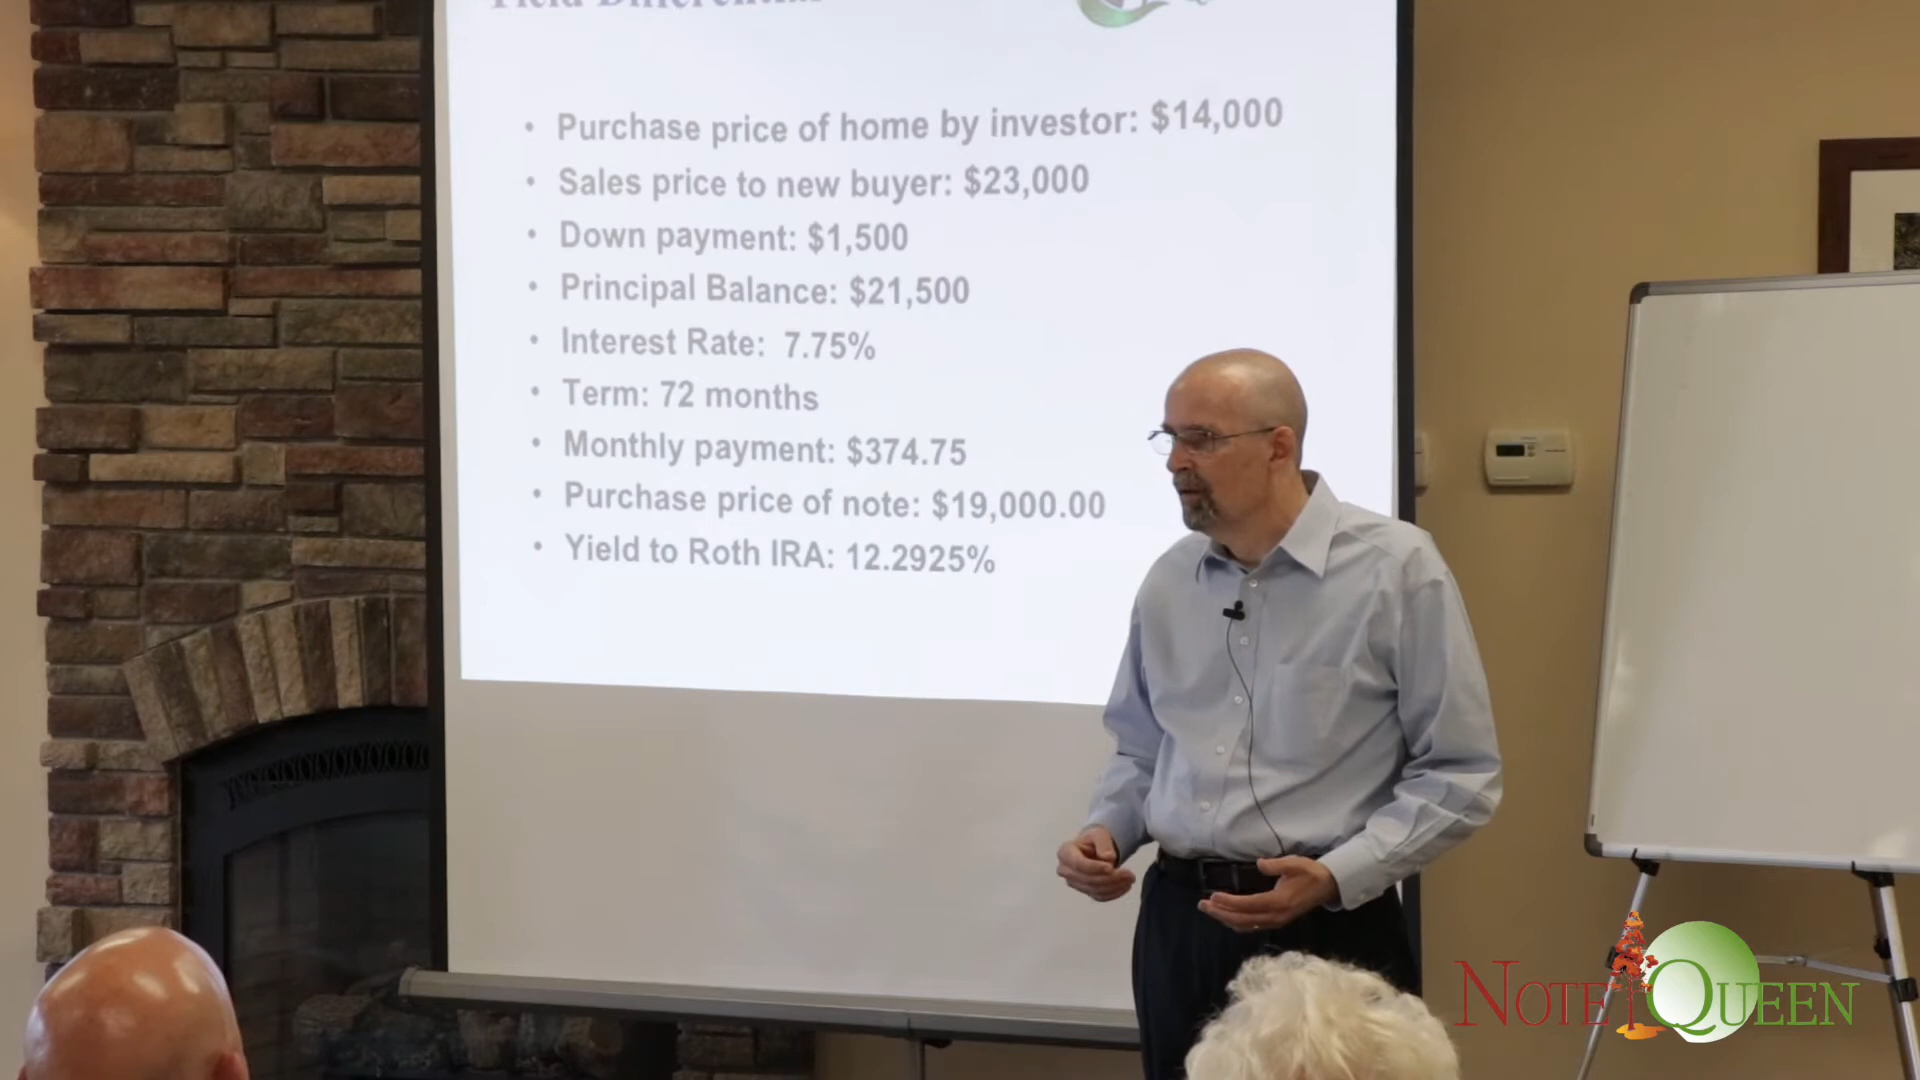 Yield Differential
• Purchase price of home by investor: $14,000
• Sales price to new buyer: $23,000
• Down payment: $1,500
• Principal Balance: $21,500
• Interest Rate: 7.75%
• Term: 72 months
• Monthly payment: $374.75
• Purchase price of note: $19,000.00
• Yield to Roth IRA: 12.2925%
NOTE QUEEN